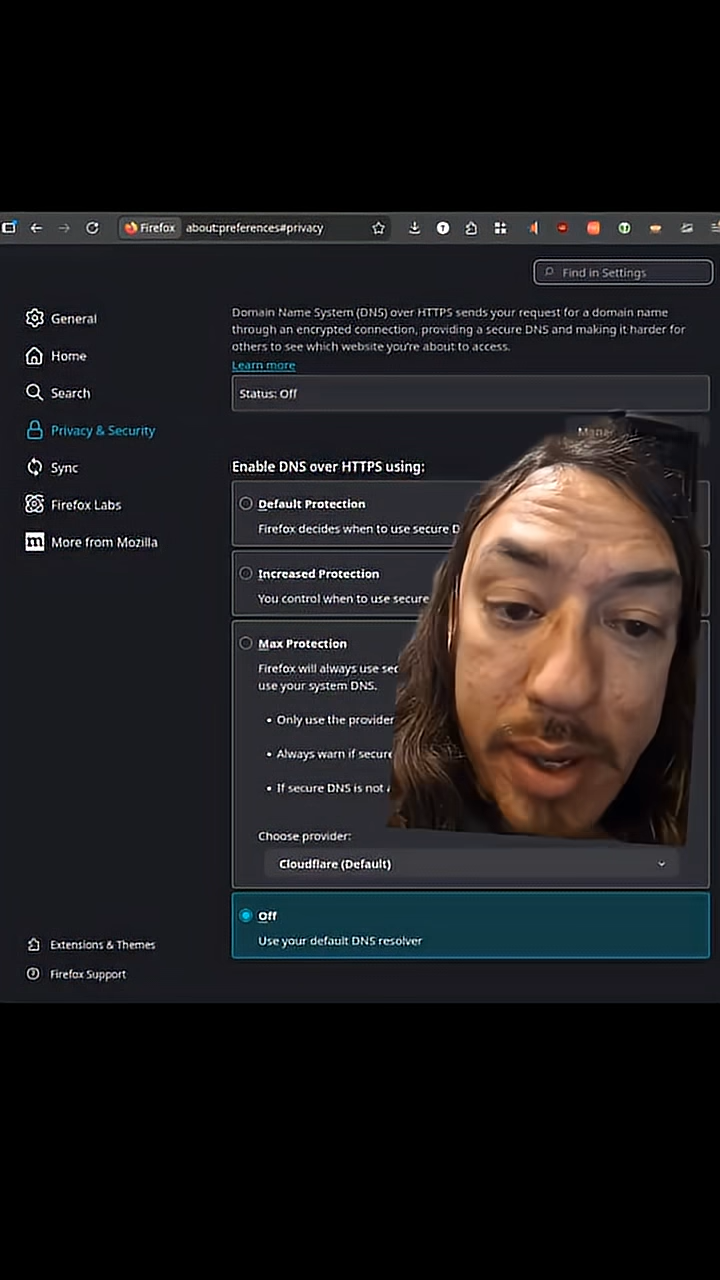 Firefox
about:preferences#privacy
Find in Settings
General
Home
Search
Privacy & Security
Sync
Firefox Labs
m More from Mozilla
Extensions & Themes
Firefox Support
Domain Name System (DNS) over HTTPS sends your request for a domain name
through an encrypted connection, providing a secure DNS and making it harder for
others to see which website you're about to access.
Learn more
Status: Off
Enable DNS over HTTPS using:
Default Protection
Firefox decides when to use secure
Increased Protection
You control when to use secure
Max Protection
Firefox will always use
use your system DNS.
• Only use the provider
• Always warn if secure
• If secure DNS is not
Choose provider:
Cloudflare (Default)
Off
Use your default DNS resolver